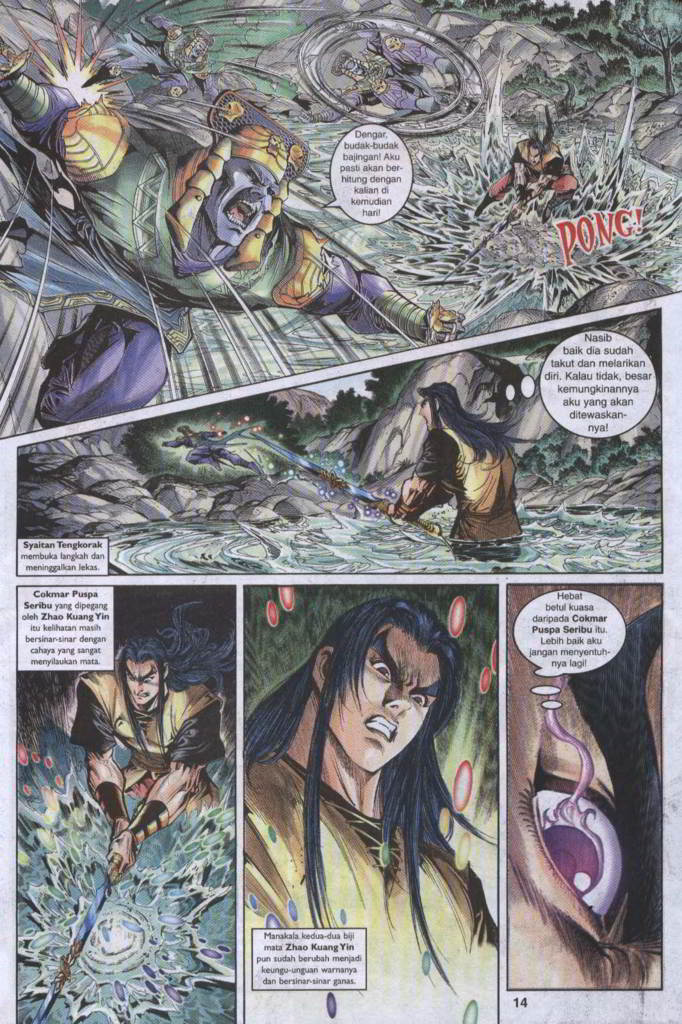 Dengar,
budak-budak
bajingan! Aku
pasti akan ber-
hitung dengan
kalian di
kemudian
hari!
PONG!
Nasib
baik dia sudah
takut dan melarikan
diri. Kalau tidak, besar
kemungkinannya
aku yang akan
ditewaskan-
nya!
Syaitan Tengkorak
membuka langkah dan
meninggalkan lekas.
Cokmar Puspa
Seribu yang dipegang
oleh Zhao Kuang Yin
itu kelihatan masih
bersinar-sinar dengan
cahaya yang sangat
menyilaukan mata.
Manakala kedua-dua biji
mata Zhao Kuang Yin
pun sudah berubah menjadi
keungu-unguan warnanya
dan bersinar-sinar ganas.
Hebat
betul kuasa
daripada Cokmar
Puspa Seribu itu.
Lebih baik aku
jangan menyentuh-
nya lagi!
14